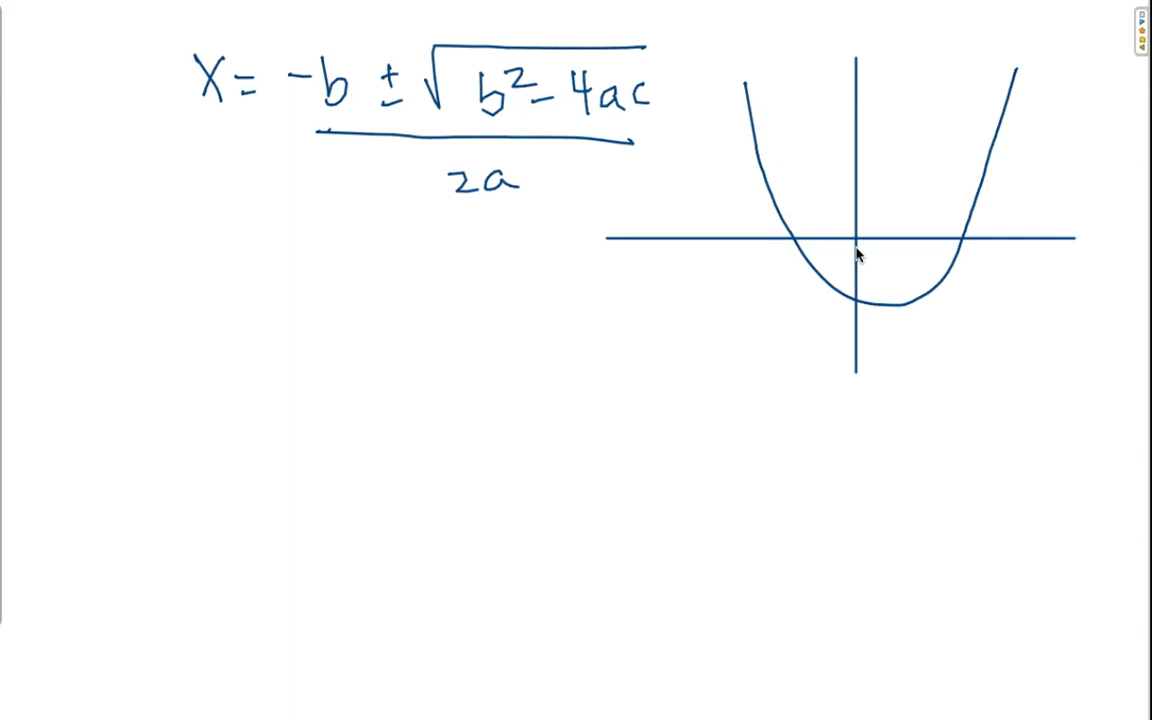 X = -b ± √b² - 4ac
2a